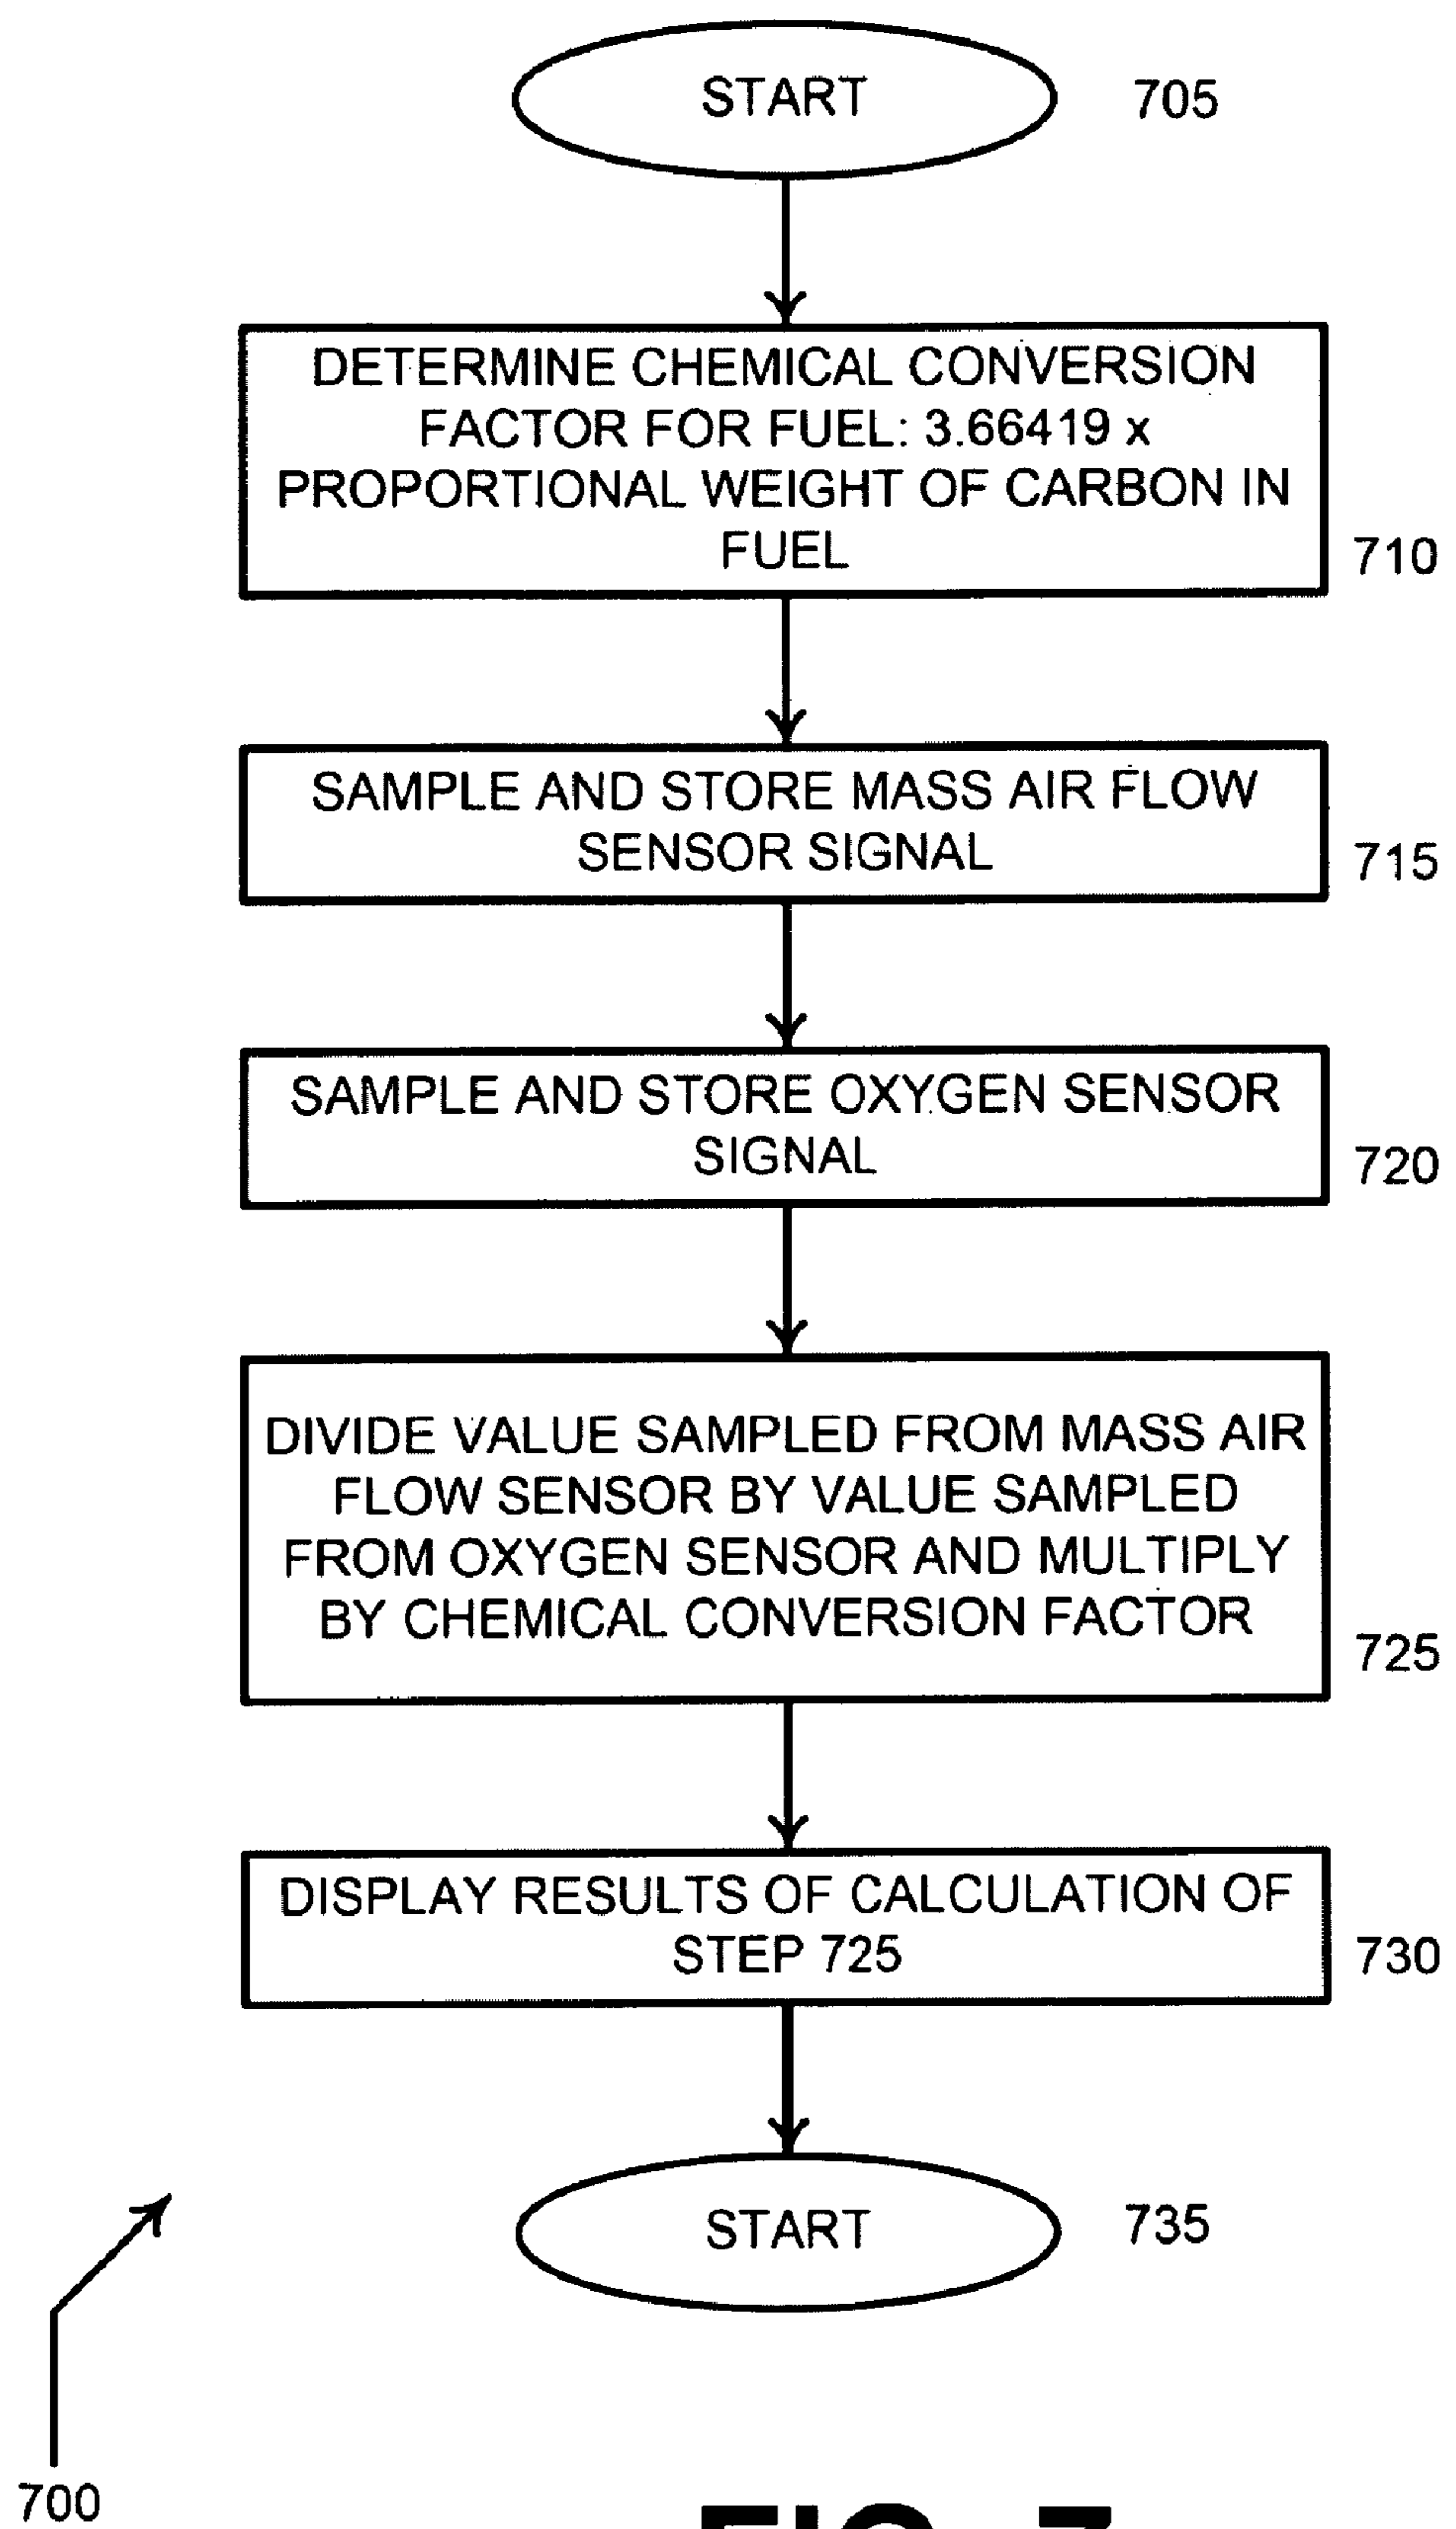 START
705
DETERMINE CHEMICAL CONVERSION
FACTOR FOR FUEL: 3.66419 x
PROPORTIONAL WEIGHT OF CARBON IN
FUEL
710
SAMPLE AND STORE MASS AIR FLOW
SENSOR SIGNAL
715
SAMPLE AND STORE OXYGEN SENSOR
SIGNAL
720
DIVIDE VALUE SAMPLED FROM MASS AIR
FLOW SENSOR BY VALUE SAMPLED
FROM OXYGEN SENSOR AND MULTIPLY
BY CHEMICAL CONVERSION FACTOR
725
DISPLAY RESULTS OF CALCULATION OF
STEP 725
730
START
735
700
FIG. 7